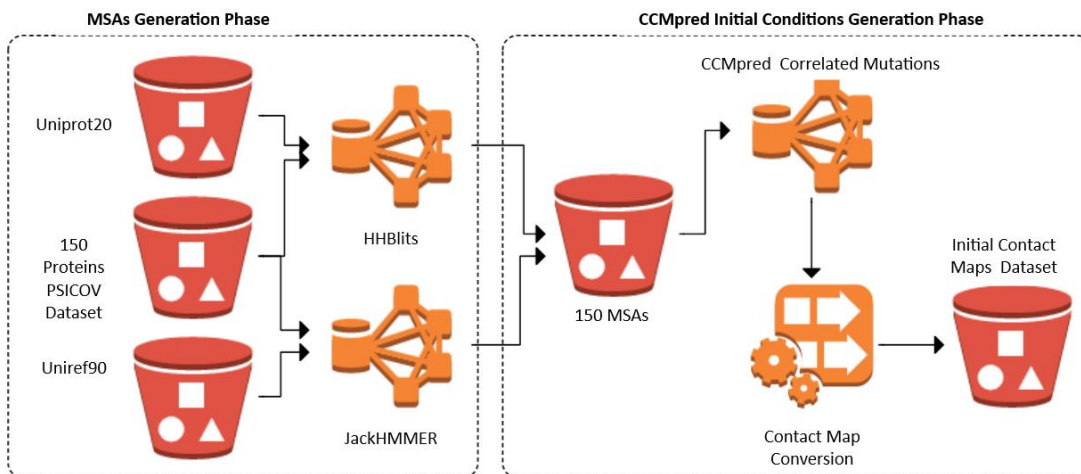 MSAs Generation Phase
CCMpred Initial Conditions Generation Phase
Uniprot20
150
Proteins
PSICOV
Dataset
Uniref90
HHBlits
JackHMMER
150 MSAs
CCMpred Correlated Mutations
Contact Map
Conversion
Initial Contact
Maps Dataset